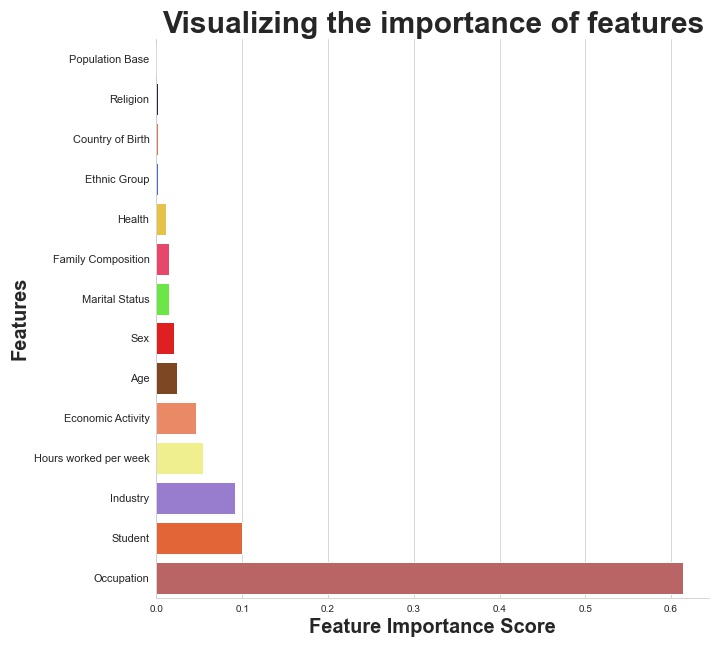 Visualizing the importance of features
Population Base
Religion
Country of Birth
Ethnic Group
Health
Family Composition
Marital Status
Sex
Age
Economic Activity
Hours worked per week
Industry
Student
Occupation
Features
0.0 0.1 0.2 0.3 0.4 0.5 0.6
Feature Importance Score